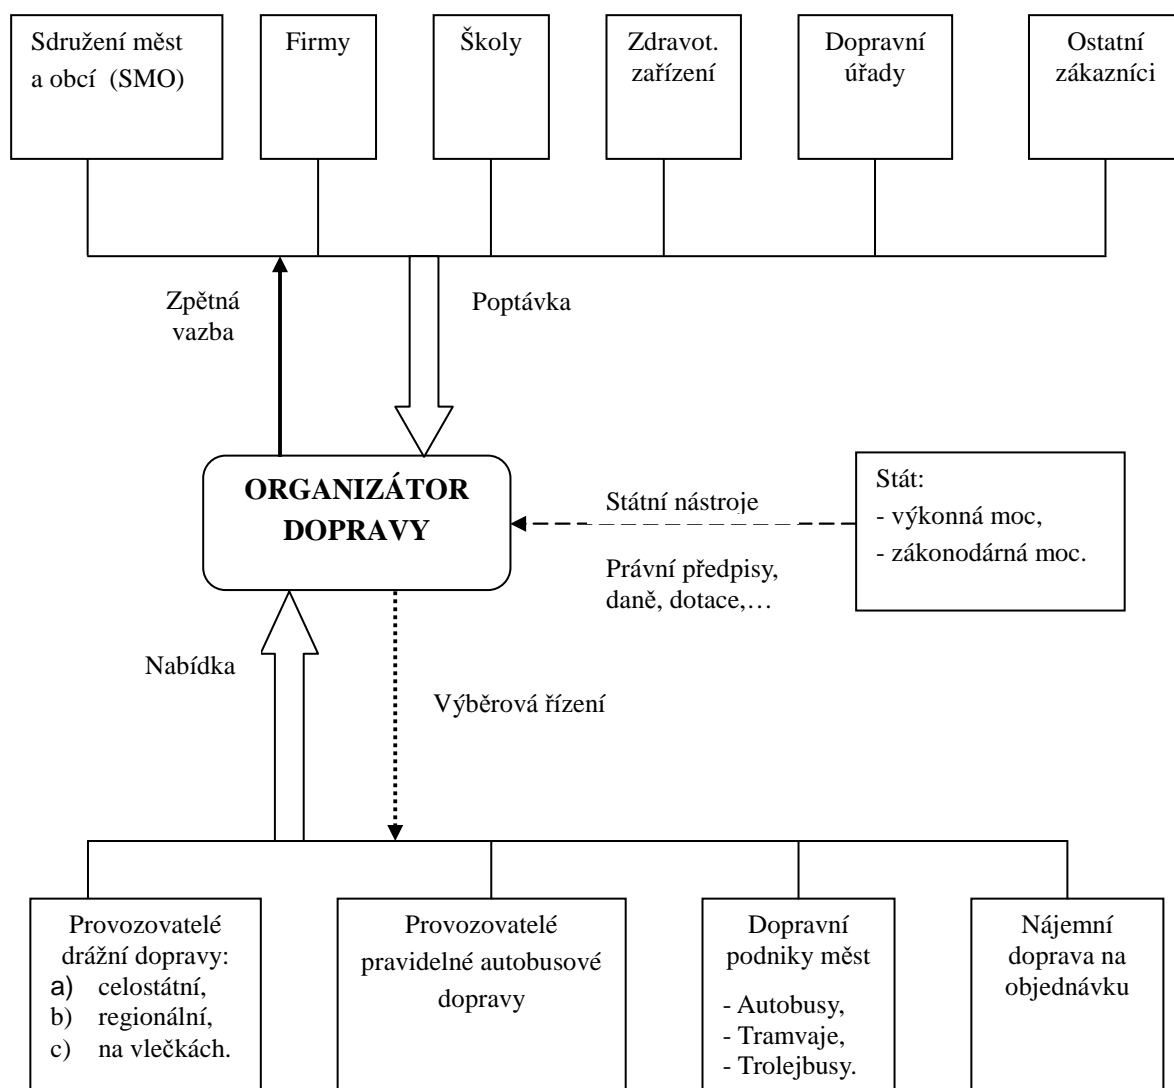 Sdružení měst
a obcí (SMO)
Firmy
Školy
Zdravot.
zařízení
Dopravní
úřady
Ostatní
zákazníci
Zpětná
vazba
Poptávka
ORGANIZÁTOR
DOPRAVY
Státní nástroje
Právní předpisy,
daně, dotace,…
Stát:
- výkonná moc,
- zákonodárná moc.
Nabídka
Výběrová řízení
Provozovatelé
drážní dopravy:
a) celostátní,
b) regionální,
c) na vlečkách.
Provozovatelé
pravidelné autobusové
dopravy
Dopravní
podniky měst
- Autobusy,
- Tramvaje,
- Trolejbusy.
Nájemní
doprava na
objednávku